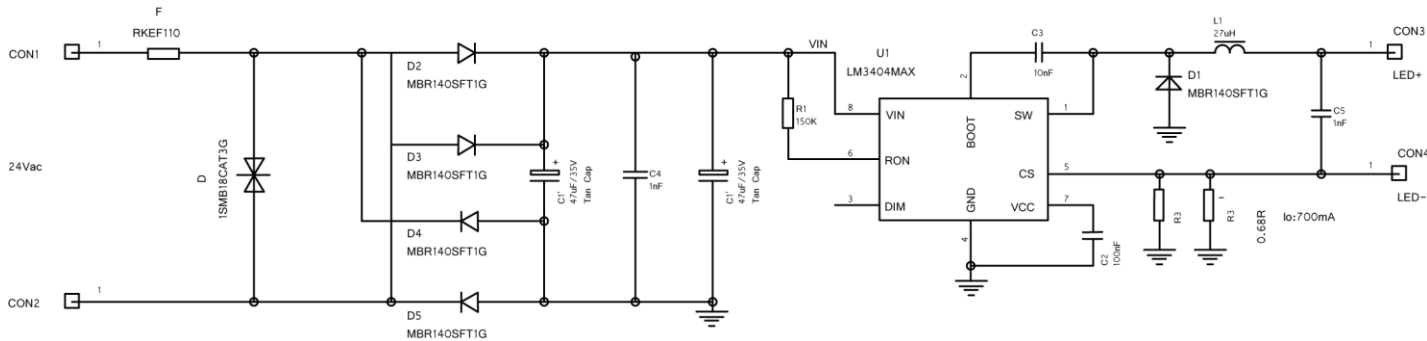 F
RKEF110
CON1
1
24Vac
D
1SMB18CAT3G
CON2
1
D2
MBR140SFT1G
D3
MBR140SFT1G
D4
MBR140SFT1G
D5
MBR140SFT1G
+
C1'
47uF/35V
Tan Cap
C4
1nF
+
C1'
47uF/35V
Tan Cap
VIN
R1
150K
U1
LM3404MAX
8
VIN
6
RON
3
DIM
2
BOOT
GND
4
SW
1
CS
5
VCC
7
C3
10nF
C2
100nF
D1
MBR140SFT1G
L1
27uH
C5
1nF
R3
R3
0.68R
Io:700mA
1
CON3
LED+
1
CON4
LED-